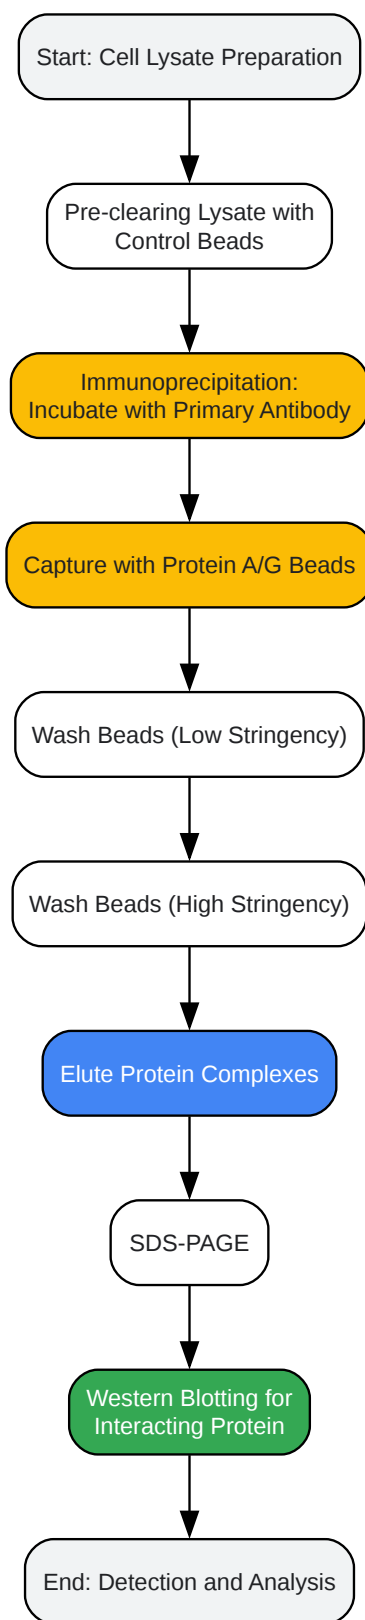 Start: Cell Lysate Preparation
Pre-clearing Lysate with
Control Beads
Immunoprecipitation:
Incubate with Primary Antibody
Capture with Protein A/G Beads
Wash Beads (Low Stringency)
Wash Beads (High Stringency)
Elute Protein Complexes
SDS-PAGE
Western Blotting for
Interacting Protein
End: Detection and Analysis